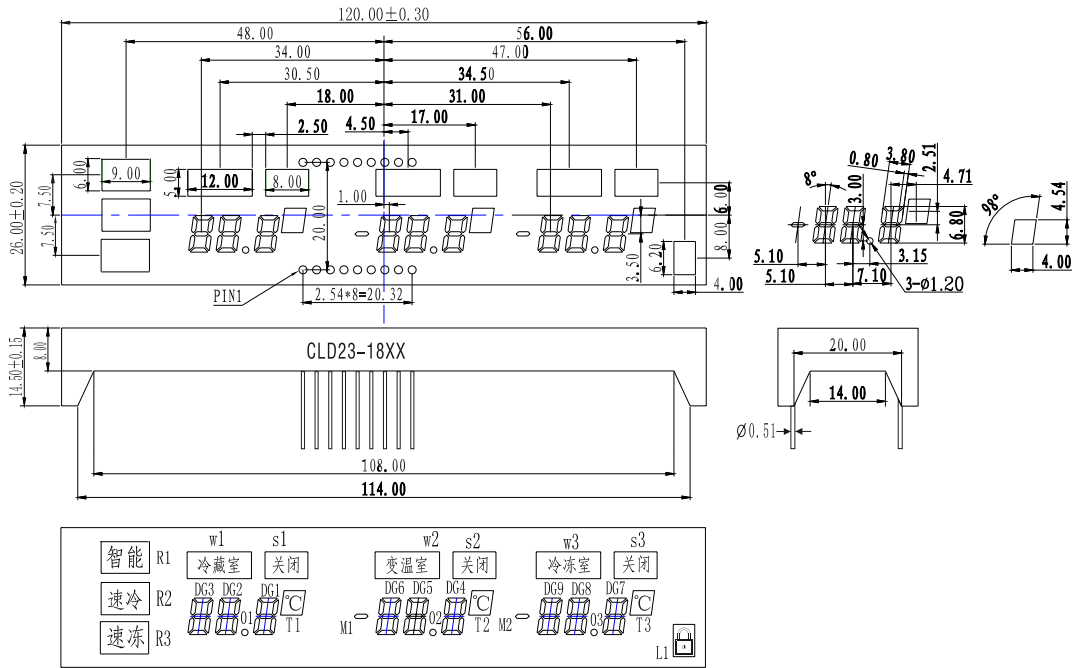 120.00±0.30
48.00 56.00
34.00 47.00
30.50 34.50
18.00 31.00
17.00
2.50 4.50
6.00 9.00 5.00 12.00 8.00
7.50 7.50 26.00±0.20
1.00 20.00
6.00 8.00 3.50 6.20 4.00
PIN1 2.54*8=20.32
0.80 3.80 2.51
8° 3.00 4.71
6.80
5.10 3.15
5.10 7.10
3-ø1.20
98° 4.54
4.00
14.50±0.15 8.00
CLD23-18XX
108.00
114.00
20.00
14.00
Ø0.51
w1 s1 w2 s2 w3 s3
智能 R1 冷藏室 关闭 变温室 关闭 冷冻室 关闭
DG3 DG2 DG1 DG6 DG5 DG4 DG9 DG8 DG7
速冷 R2 ℃ ℃ ℃
01 T1 M1 02 T2 M2 03 T3
速冻 R3
L1